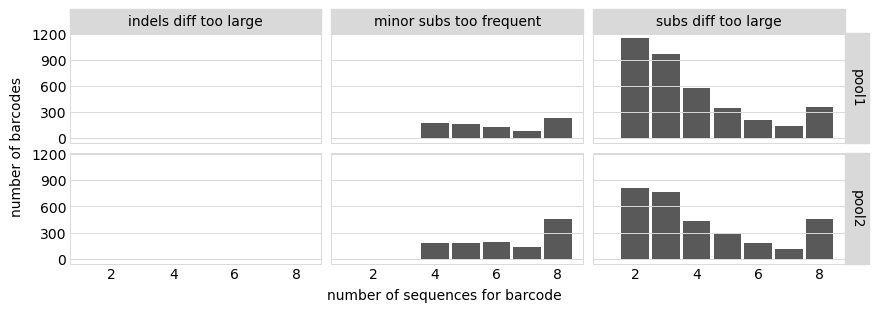 indels diff too large
minor subs too frequent
subs diff too large
number of barcodes
1200
900
600
300
0
pool1
1200
900
600
300
0
pool2
2 4 6 8
2 4 6 8
2 4 6 8
number of sequences for barcode